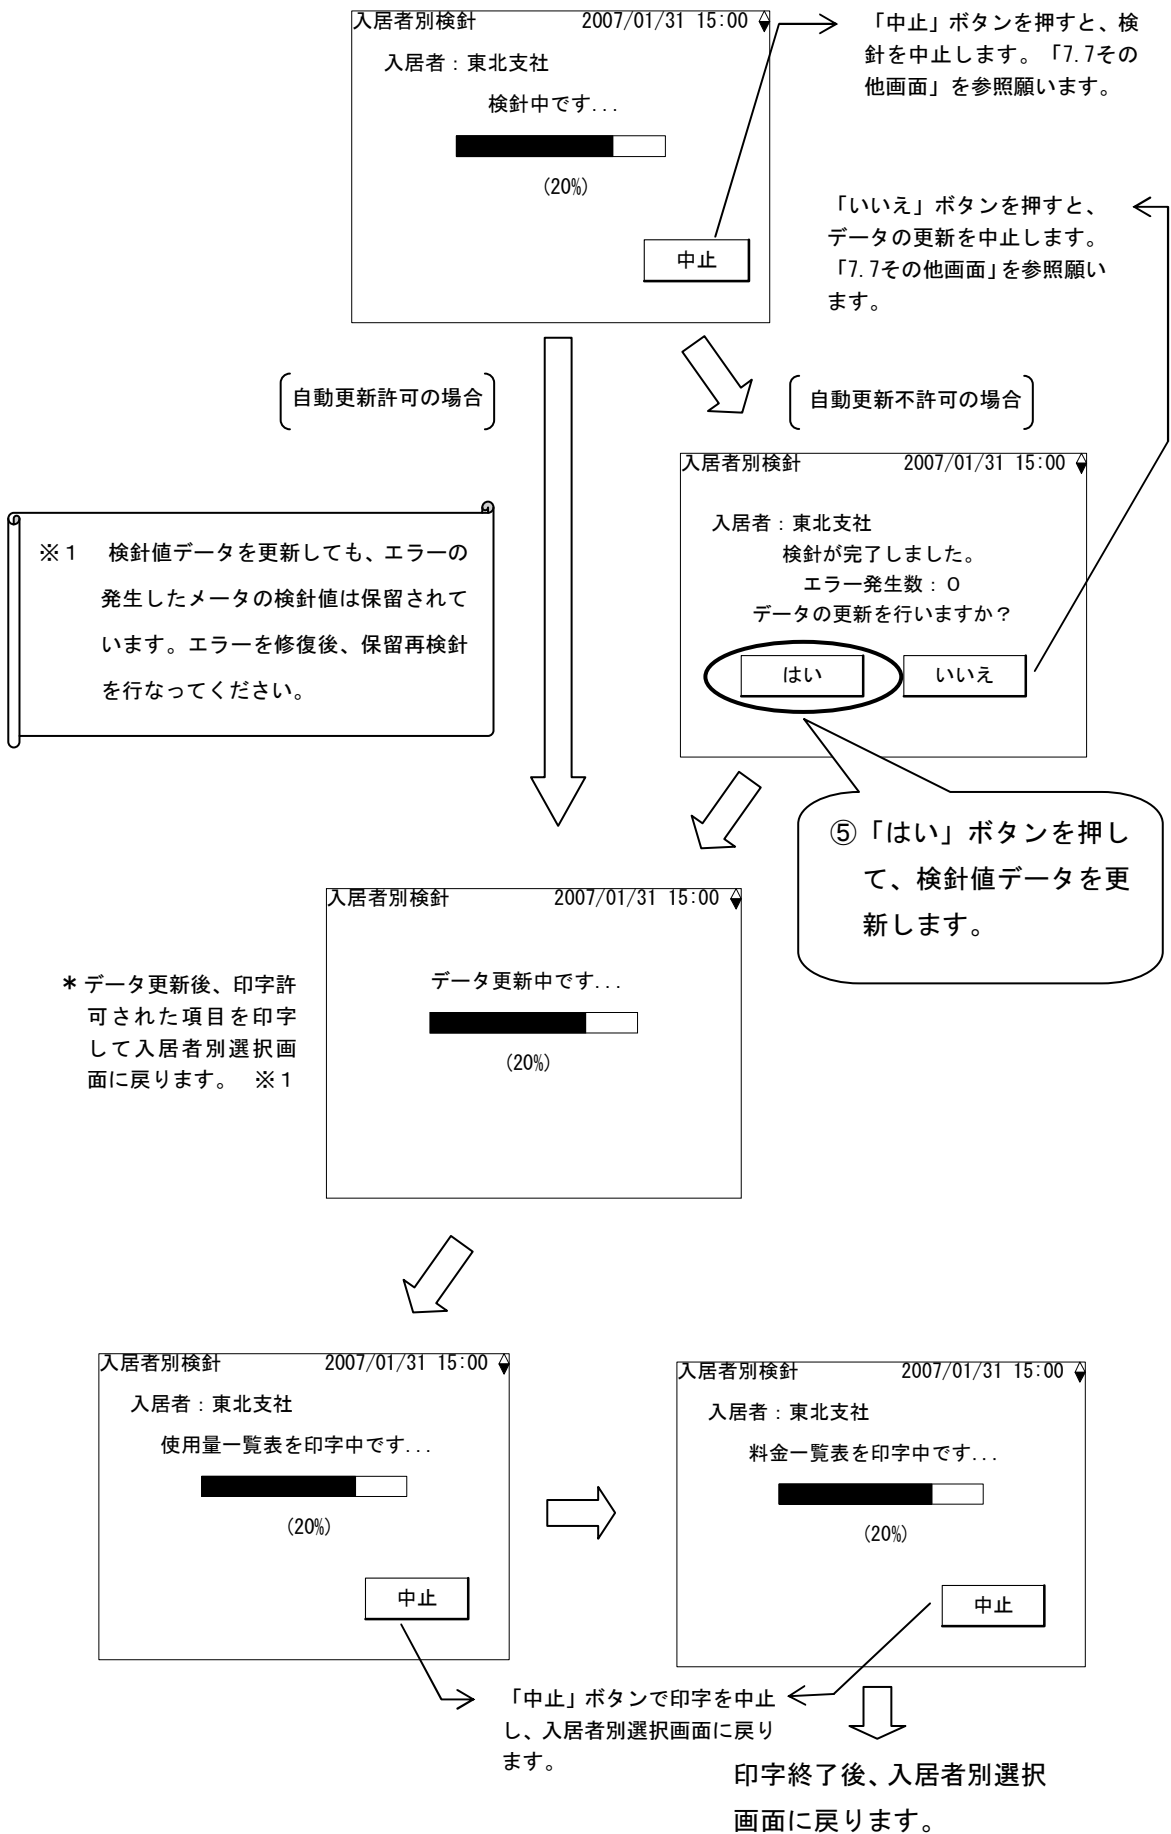 入居者別検針 2007/01/31 15:00
入居者：東北支社
検針中です...
(20%)
中止
「中止」ボタンを押すと、検
針を中止します。「7.7その
他画面」を参照願います。
「いいえ」ボタンを押すと、
データの更新を中止します。
「7.7その他画面」を参照願い
ます。
自動更新許可の場合
自動更新不許可の場合
入居者別検針 2007/01/31 15:00
入居者：東北支社
検針が完了しました。
エラー発生数：０
データの更新を行いますか？
はい いいえ
※１ 検針値データを更新しても、エラーの
発生したメータの検針値は保留されて
います。エラーを修復後、保留再検針
を行なってください。
⑤「はい」ボタンを押し
て、検針値データを更
新します。
入居者別検針 2007/01/31 15:00
データ更新中です...
(20%)
＊データ更新後、印字許
可された項目を印字
して入居者別選択画
面に戻ります。 ※１
入居者別検針 2007/01/31 15:00
入居者：東北支社
使用量一覧表を印字中です...
(20%)
中止
入居者別検針 2007/01/31 15:00
入居者：東北支社
料金一覧表を印字中です...
(20%)
中止
「中止」ボタンで印字を中止
し、入居者別選択画面に戻り
ます。
印字終了後、入居者別選択
画面に戻ります。